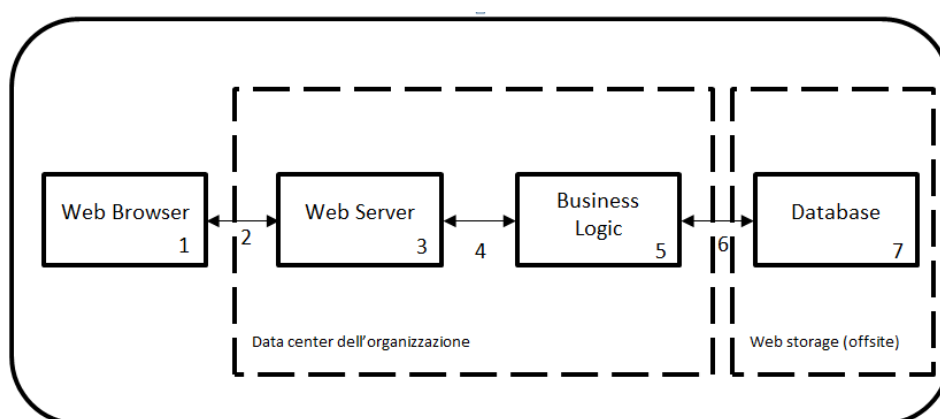 Web Browser
1
2
Web Server
3
4
Business
Logic
5
6
Database
7
Data center dell'organizzazione
Web storage (offsite)